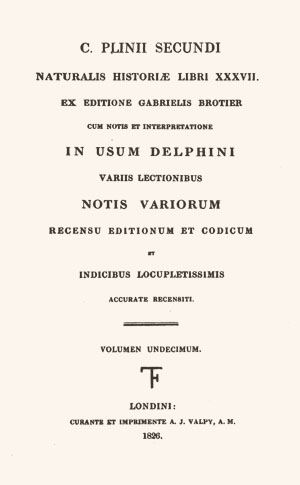 C. PLINII SECUNDI
NATURALIS HISTORIÆ LIBRI XXXVII.
EX EDITIONE GABRIELIS BROTIER
CUM NOTIS ET INTERPRETATIONE
IN USUM DELPHINI
VARIIS LECTIONIBUS
NOTIS VARIORUM
RECENSU EDITIONUM ET CODICUM
ET
INDICIBUS LOCUPLETISSIMIS
ACCURATE RECENSITI.
VOLUMEN UNDECIMUM.
LONDINI:
CURANTE ET IMPRIMENTE A. J. VALPY, A. M.
1826.